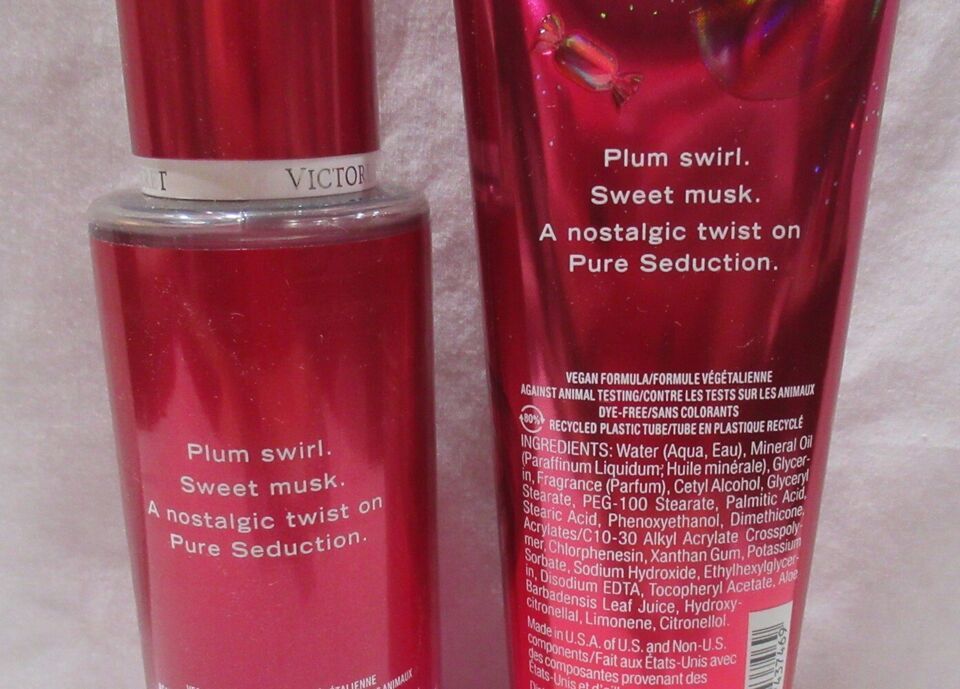 T VICTOR
Plum swirl.
Sweet musk.
A nostalgic twist on
Pure Seduction.
Plum swirl.
Sweet musk.
A nostalgic twist on
Pure Seduction.
VEGAN FORMULA/FORMULE VÉGÉTALIENNE
AGAINST ANIMAL TESTING/CONTRE LES TESTS SUR LES ANIMAUX
DYE-FREE/SANS COLORANTS
80% RECYCLED PLASTIC TUBE/TUBE EN PLASTIQUE RECYCLÉ
INGREDIENTS: Water (Aqua, Eau), Mineral Oil
(Paraffinum Liquidum; Huile minérale), Glycer-
in, Fragrance (Parfum), Cetyl Alcohol, Glyceryl
Stearate, PEG-100 Stearate, Palmitic Acid,
Stearic Acid, Phenoxyethanol, Dimethicone,
Acrylates/C10-30 Alkyl Acrylate Crosspoly-
mer, Chlorphenesin, Xanthan Gum, Potassium
Sorbate, Sodium Hydroxide, Ethylhexylglycer-
in, Disodium EDTA, Tocopheryl Acetate, Aloe
Barbadensis Leaf Juice, Hydroxy-
citronellal, Limonene, Citronellol.
Made in U.S.A. of U.S. and Non-U.S.
components/Fait aux États-Unis avec
des composantes provenant des
États-Unis et
437469